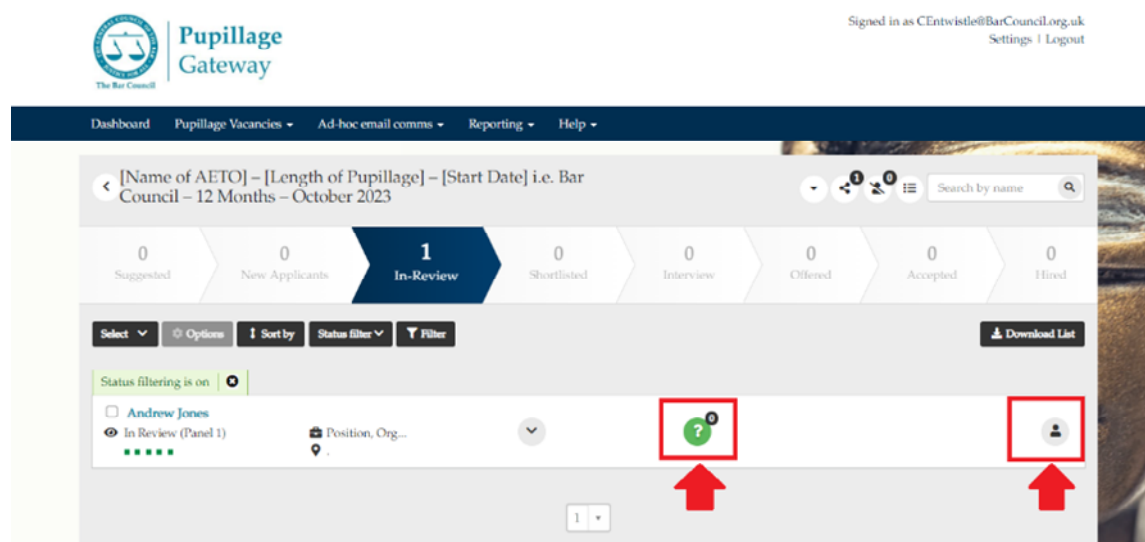 Signed in as CEntwistle@BarCouncil.org.uk
Settings | Logout
Pupillage
Gateway
The Bar Council
Dashboard Pupillage Vacancies Ad-hoc email comms Reporting Help
[Name of AETO] – [Length of Pupillage] – [Start Date] i.e. Bar
Council – 12 Months – October 2023
1 0 Search by name
0 0 1 0 0 0 0 0
Suggested New Applicants In-Review Shortlisted Interview Offered Accepted Hired
Select Options Sort by Status filter Filter Download List
Status filtering is on
Andrew Jones
In Review (Panel 1) Position, Org... ? 0
.
1